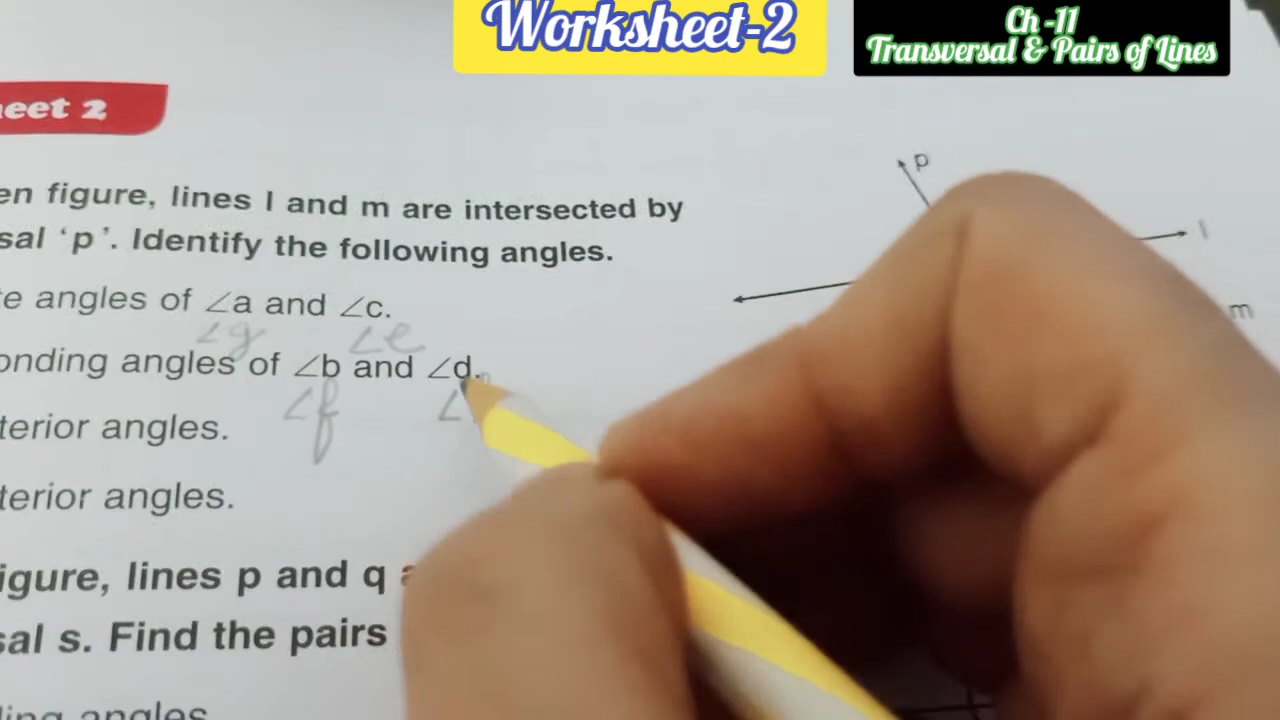 Worksheet-2
Ch -11
Transversal & Pairs of Lines
eet 2
en figure, lines l and m are intersected by
sal ‘p’. Identify the following angles.
e angles of ∠a and ∠c.
∠g ∠e
onding angles of ∠b and ∠d.
∠f ∠
terior angles.
terior angles.
igure, lines p and q
sal s. Find the pairs
ling angles
p
l
m